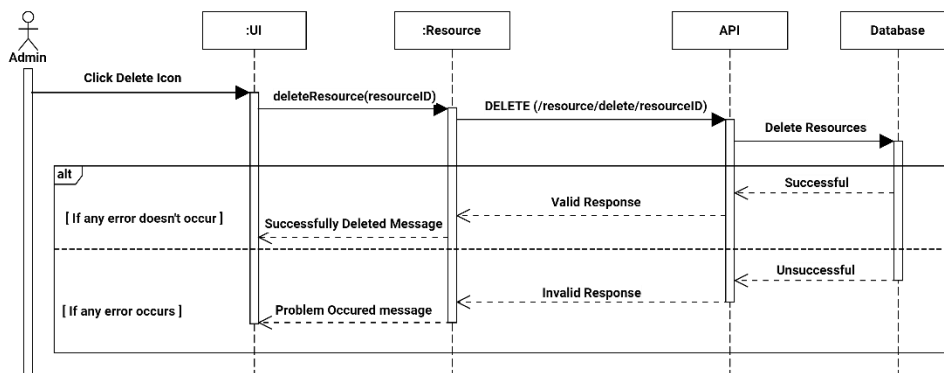 :UI
:Resource
API
Database
Admin
Click Delete Icon
deleteResource(resourceID)
DELETE (/resource/delete/resourceID)
Delete Resources
alt
Successful
Valid Response
[ If any error doesn't occur ]
Successfully Deleted Message
Unsuccessful
Invalid Response
[ If any error occurs ]
Problem Occured message